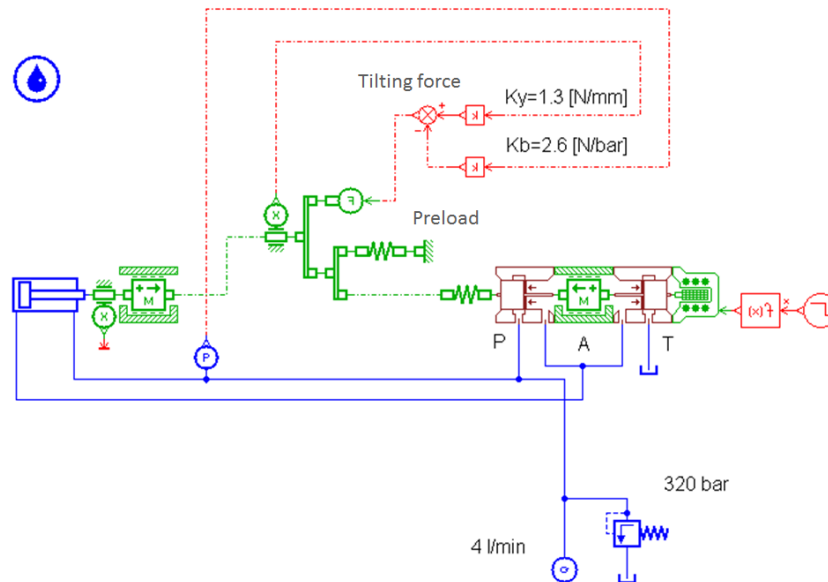 Tilting force
Ky=1.3 [N/mm]
Kb=2.6 [N/bar]
Preload
P
A
T
M
M
X
X
P
F
k
k
+
-
f(x)
x
320 bar
4 l/min